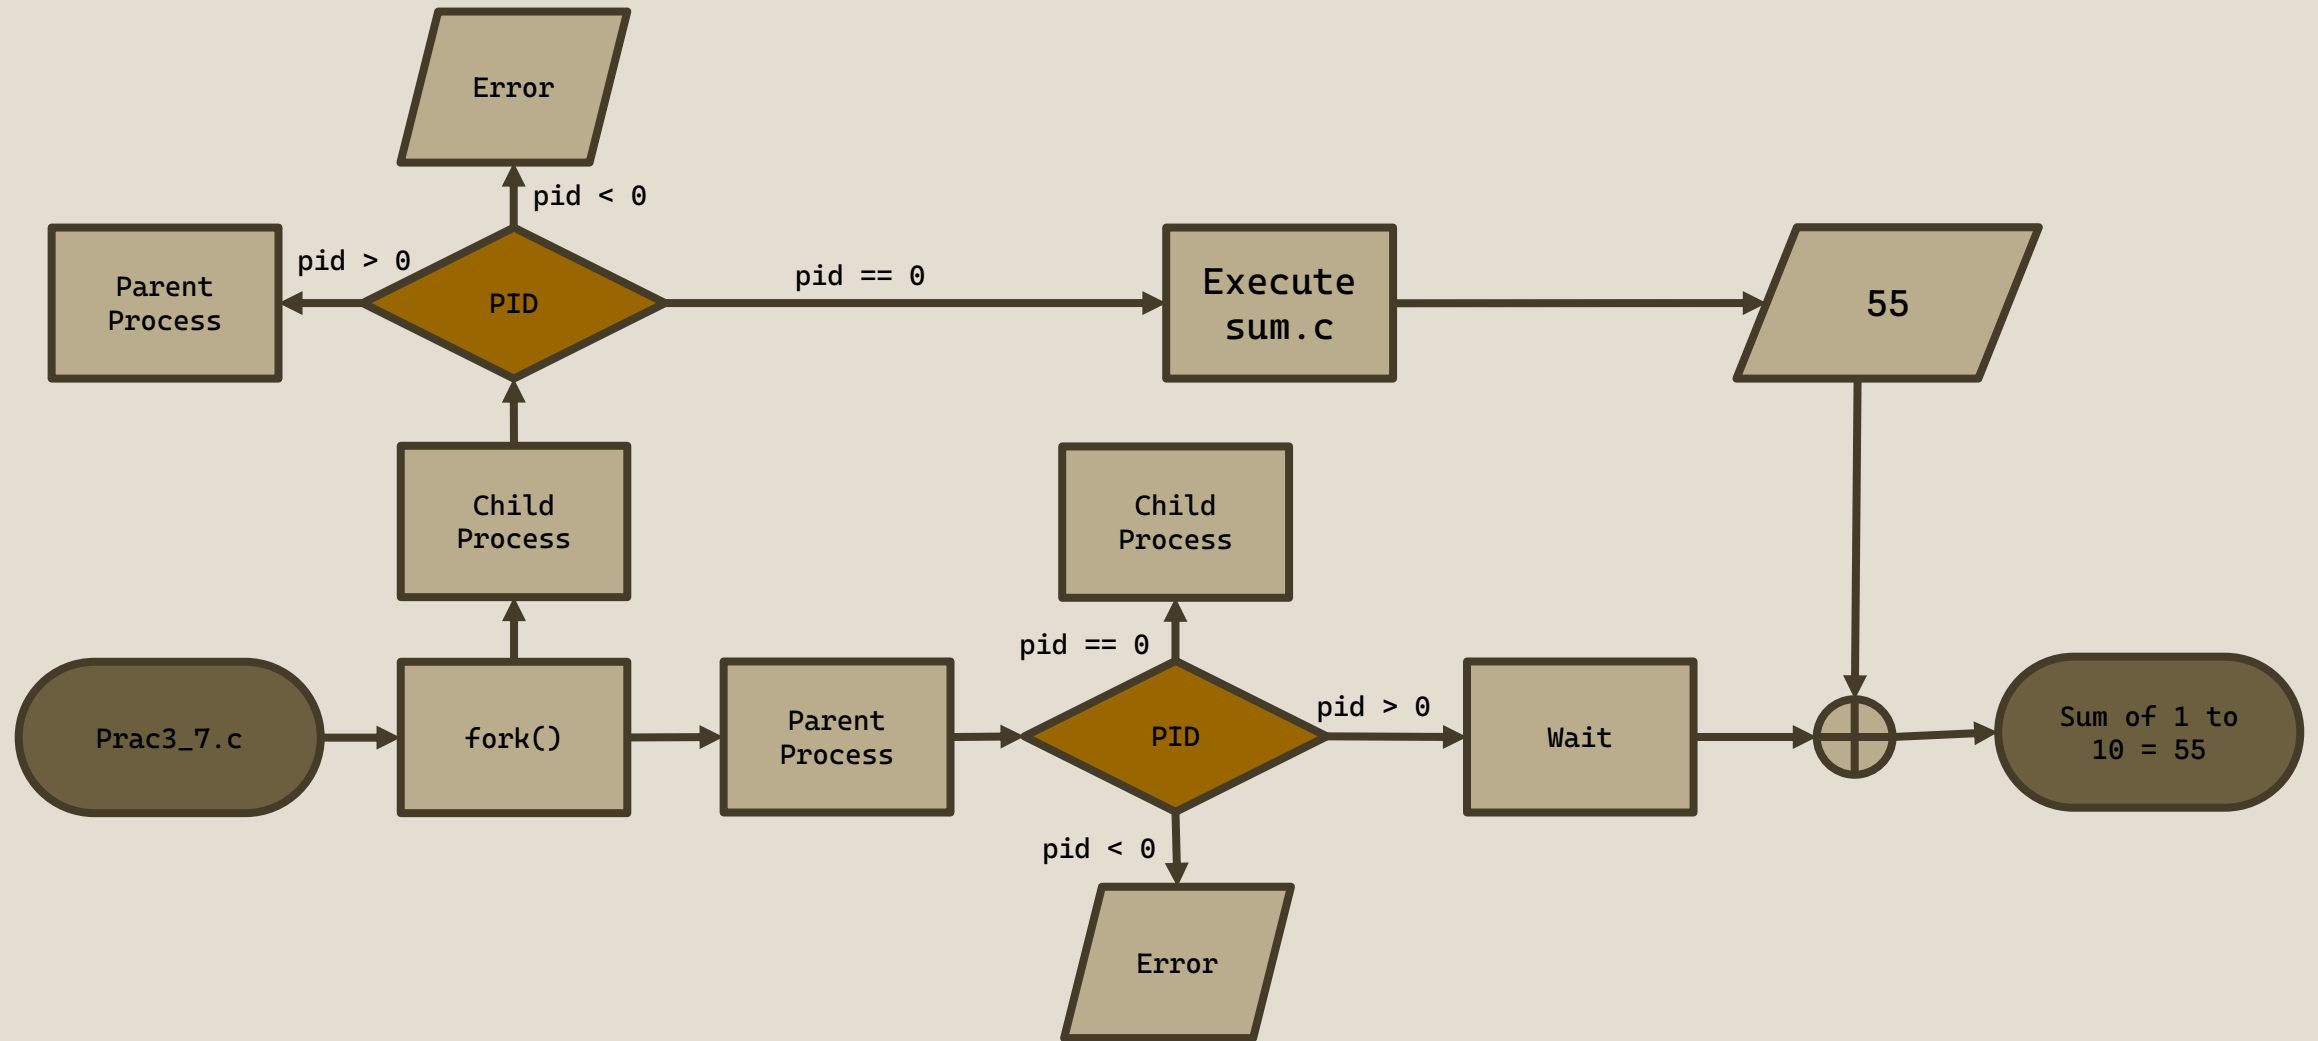 Error
pid < 0
pid > 0
Parent
Process
PID
pid == 0
Execute
sum.c
55
Child
Process
Child
Process
pid == 0
Prac3_7.c
fork()
Parent
Process
PID
pid > 0
Wait
Sum of 1 to
10 = 55
pid < 0
Error